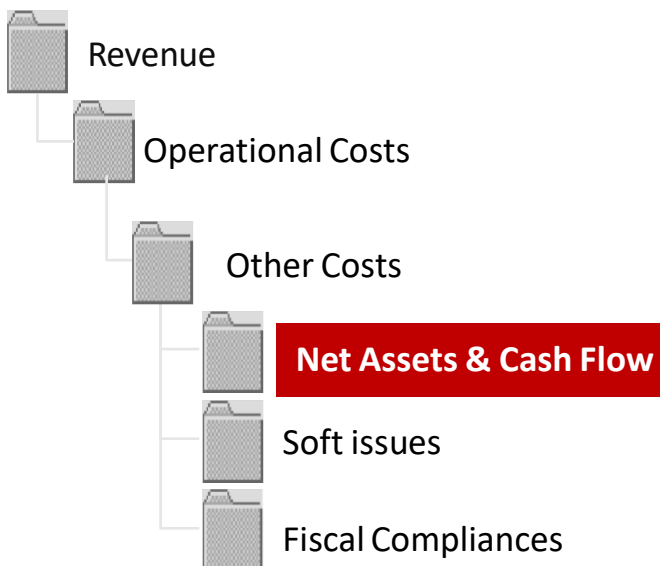 Revenue
Operational Costs
Other Costs
Net Assets & Cash Flow
Soft issues
Fiscal Compliances